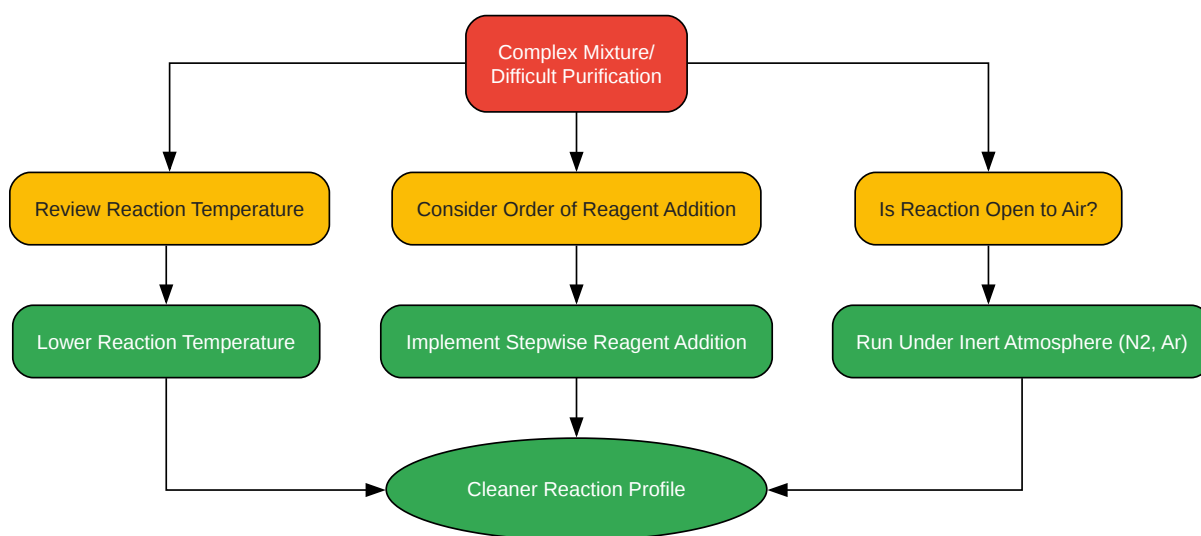 Complex Mixture/
Difficult Purification
Review Reaction Temperature
Consider Order of Reagent Addition
Is Reaction Open to Air?
Lower Reaction Temperature
Implement Stepwise Reagent Addition
Run Under Inert Atmosphere (N2, Ar)
Cleaner Reaction Profile